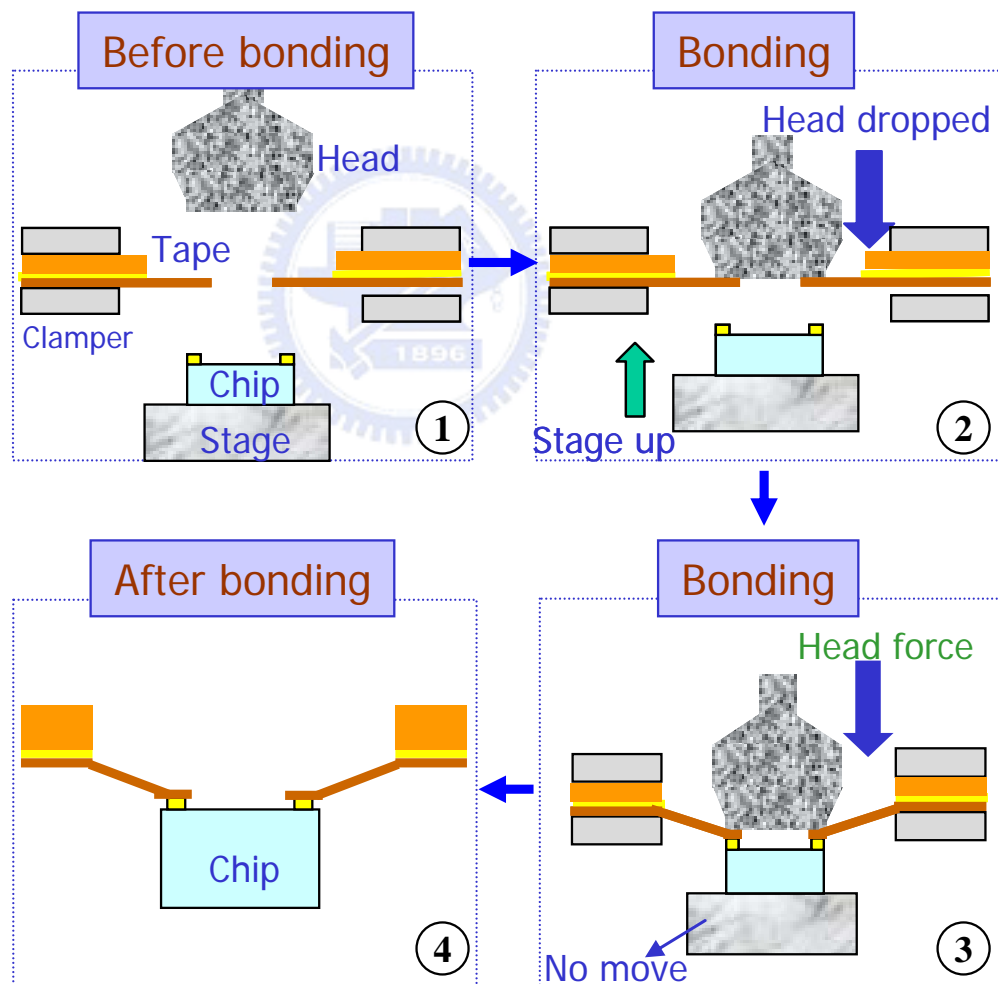 Before bonding
Head
Tape
Clamper
Chip
Stage
1896
1
Bonding
Head dropped
Stage up
2
Bonding
Head force
No move
3
After bonding
Chip
4